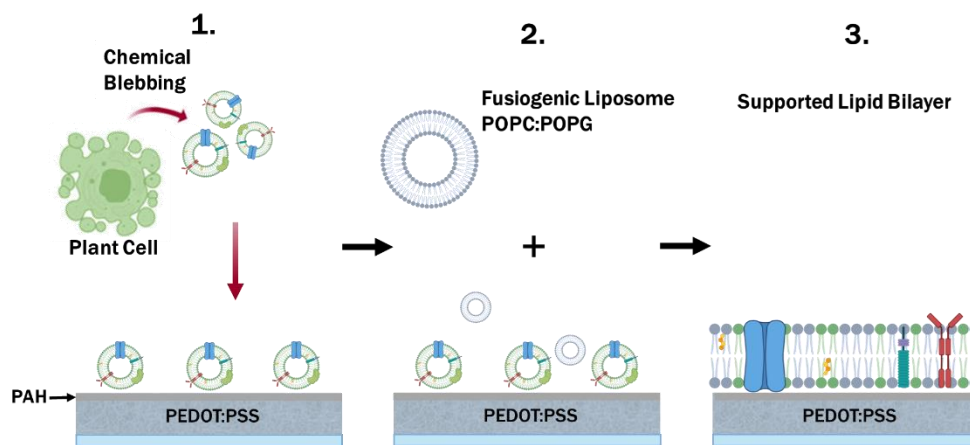 1.
Chemical
Blebbing
Plant Cell
PAH
PEDOT:PSS
2.
Fusiogenic Liposome
POPC:POPG
+
PEDOT:PSS
3.
Supported Lipid Bilayer
PEDOT:PSS